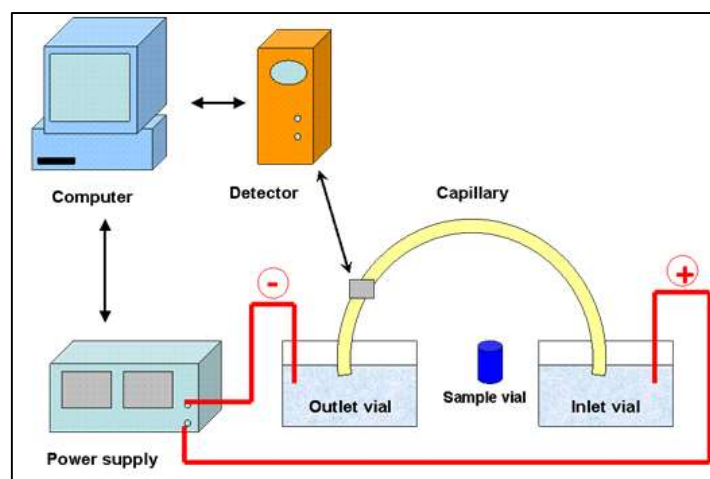 Computer
Detector
Capillary
-
+
Outlet vial
Sample vial
Inlet vial
Power supply